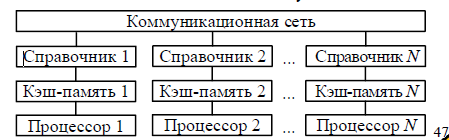 Коммуникационная сеть
Справочник 1 Справочник 2 ... Справочник N
Кэш-память 1 Кэш-память 2 ... Кэш-память N
Процессор 1 Процессор 2 ... Процессор N 47